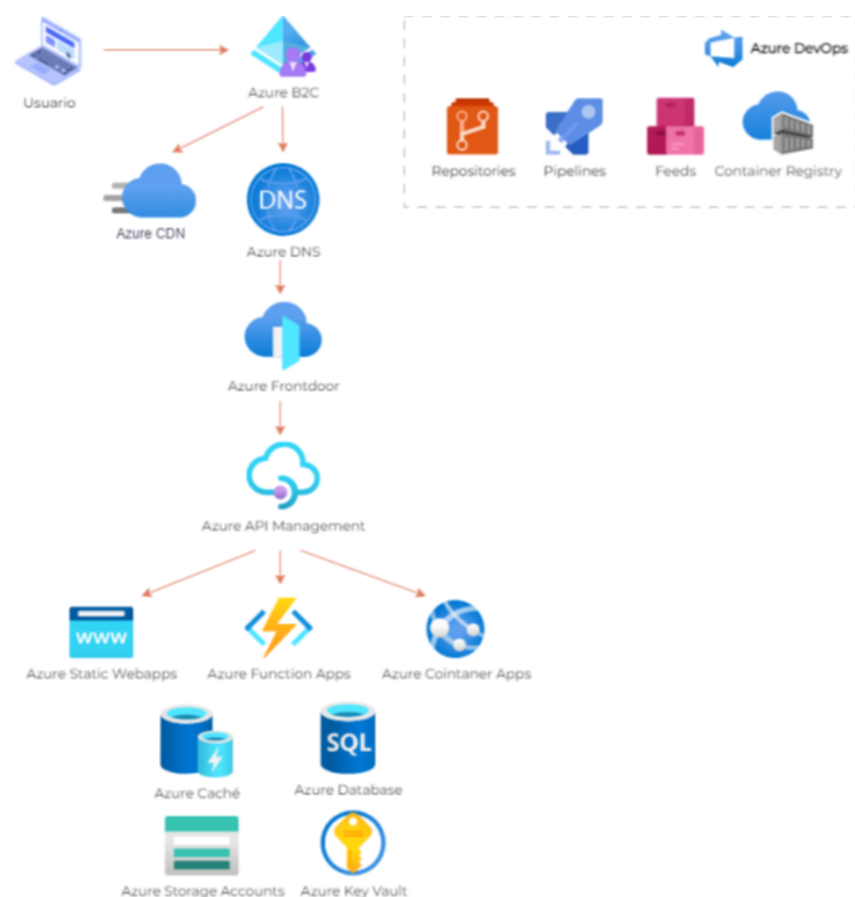 Usuario
Azure B2C
Azure DevOps
Repositories
Pipelines
Feeds
Container Registry
Azure CDN
DNS
Azure DNS
Azure Frontdoor
Azure API Management
www
Azure Static Webapps
Azure Function Apps
Azure Cointaner Apps
Azure Caché
SQL
Azure Database
Azure Storage Accounts
Azure Key Vault